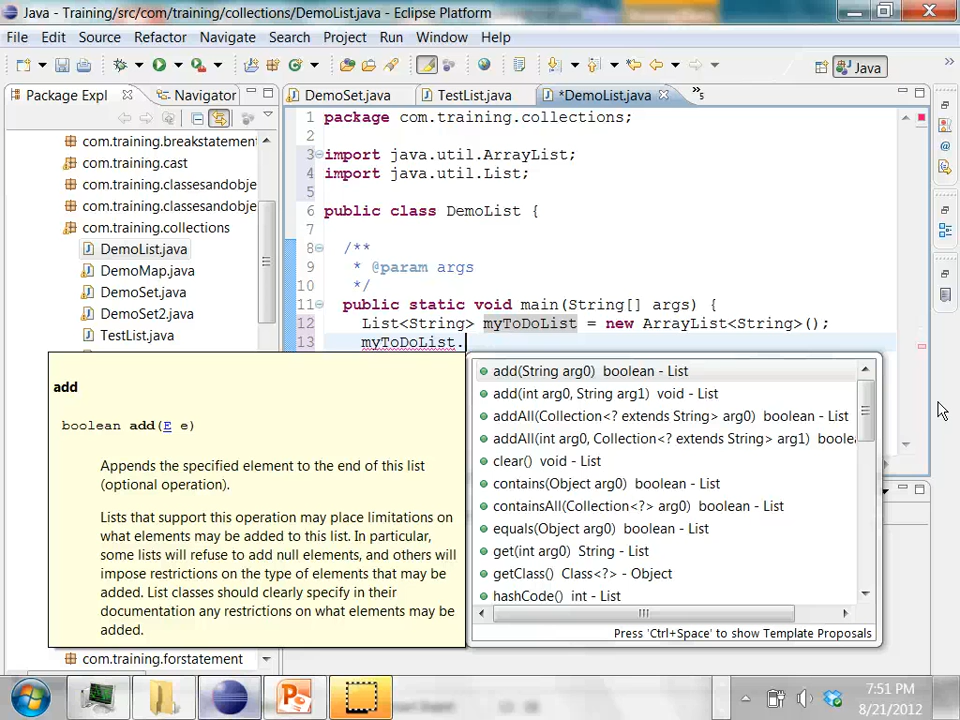 Java - Training/src/com/training/collections/DemoList.java - Eclipse Platform
File Edit Source Refactor Navigate Search Project Run Window Help
Java »
Package Expl Navigator DemoSet.java TestList.java *DemoList.java »5
com.training.breakstatement
com.training.cast
com.training.classesandobje
com.training.classesandobje
com.training.collections
DemoList.java
DemoMap.java
DemoSet.java
DemoSet2.java
TestList.java
1 package com.training.collections;
2
3 import java.util.ArrayList;
4 import java.util.List;
5
6 public class DemoList {
7
8 /**
9 * @param args
10 */
11 public static void main(String[] args) {
12 List<String> myToDoList = new ArrayList<String>();
13 myToDoList.
add
boolean add(E e)
Appends the specified element to the end of this list
(optional operation).
Lists that support this operation may place limitations on
what elements may be added to this list. In particular,
some lists will refuse to add null elements, and others will
impose restrictions on the type of elements that may be
added. List classes should clearly specify in their
documentation any restrictions on what elements may be
added.
add(String arg0) boolean - List
add(int arg0, String arg1) void - List
addAll(Collection<? extends String> arg0) boolean - List
addAll(int arg0, Collection<? extends String> arg1) boole
clear() void - List
contains(Object arg0) boolean - List
containsAll(Collection<?> arg0) boolean - List
equals(Object arg0) boolean - List
get(int arg0) String - List
getClass() Class<?> - Object
hashCode() int - List
Press 'Ctrl+Space' to show Template Proposals
com.training.forstatement
7:51 PM
8/21/2012